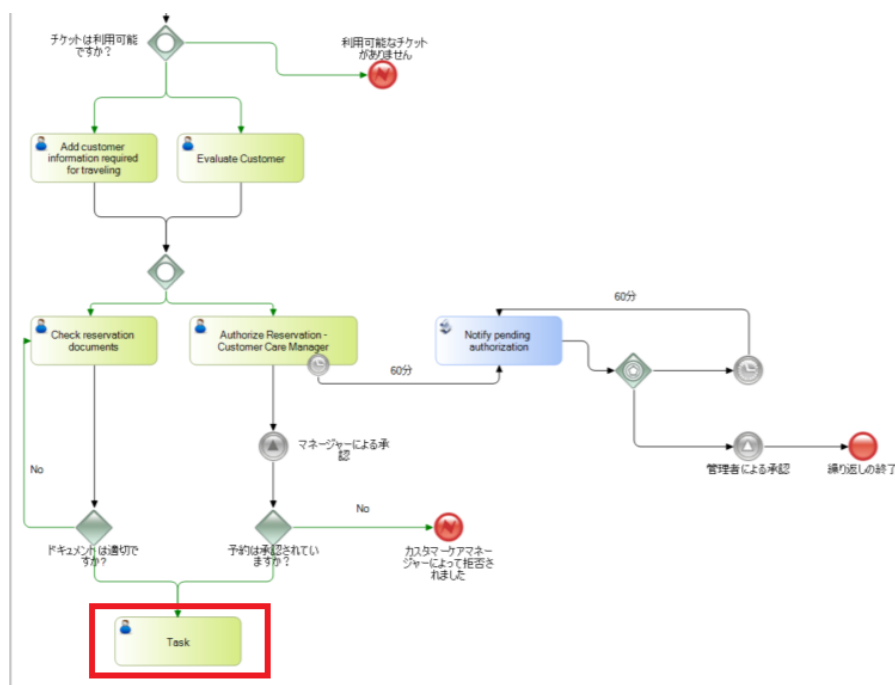 チケットは利用可能
ですか？
利用可能なチケット
がありません
Add customer
information required
for traveling
Evaluate Customer
Check reservation
documents
Authorize Reservation -
Customer Care Manager
60分
Notify pending
authorization
60分
マネージャーによる承
認
管理者による承認
繰り返しの終了
No
No
ドキュメントは適切で
すか？
予約は承認されてい
ますか？
カスタマーケアマネー
ジャーによって拒否さ
れました
Task